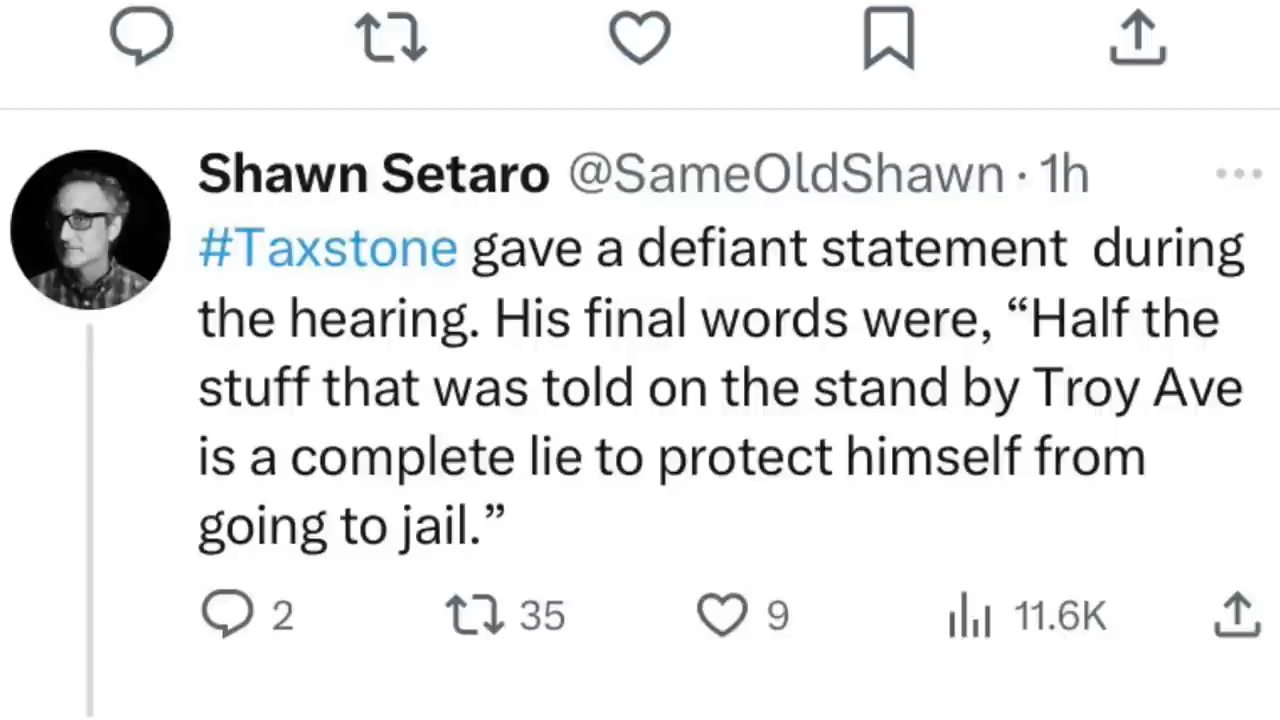 Shawn Setaro @SameOldShawn · 1h
#Taxstone gave a defiant statement  during
the hearing. His final words were, “Half the
stuff that was told on the stand by Troy Ave
is a complete lie to protect himself from
going to jail.”
2 35 9 11.6K